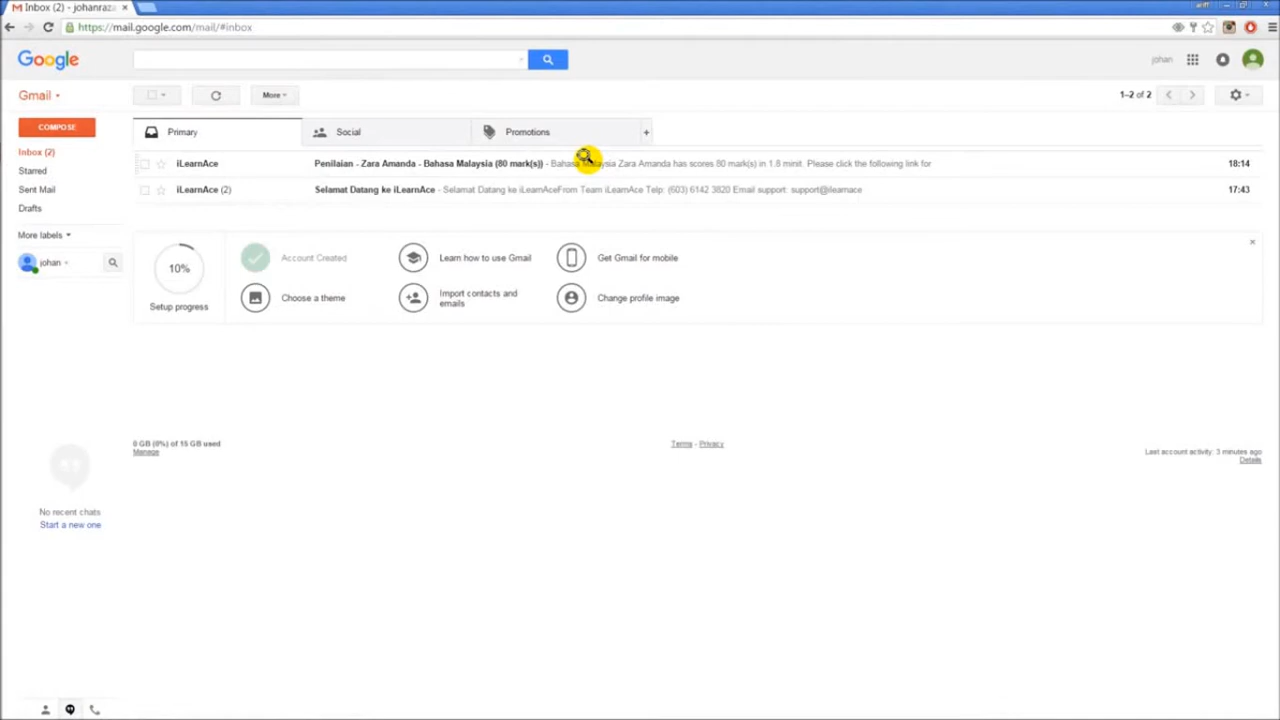 Inbox (2) - johanraza
https://mail.google.com/mail/#inbox
Google
johan
Gmail
More
1–2 of 2
COMPOSE
Primary
Social
Promotions
+
Inbox (2)
Starred
Sent Mail
Drafts
More labels
johan
iLearnAce
Penilaian - Zara Amanda - Bahasa Malaysia (80 mark(s)) - Bahasa Malaysia Zara Amanda has scores 80 mark(s) in 1.8 minit. Please click the following link for
18:14
iLearnAce (2)
Selamat Datang ke iLearnAce - Selamat Datang ke iLearnAceFrom Team iLearnAce Telp: (603) 6142 3820 Email support: support@ilearnace
17:43
10%
Setup progress
Account Created
Learn how to use Gmail
Get Gmail for mobile
Choose a theme
Import contacts and
emails
Change profile image
0 GB (0%) of 15 GB used
Manage
Terms - Privacy
Last account activity: 3 minutes ago
Details
No recent chats
Start a new one